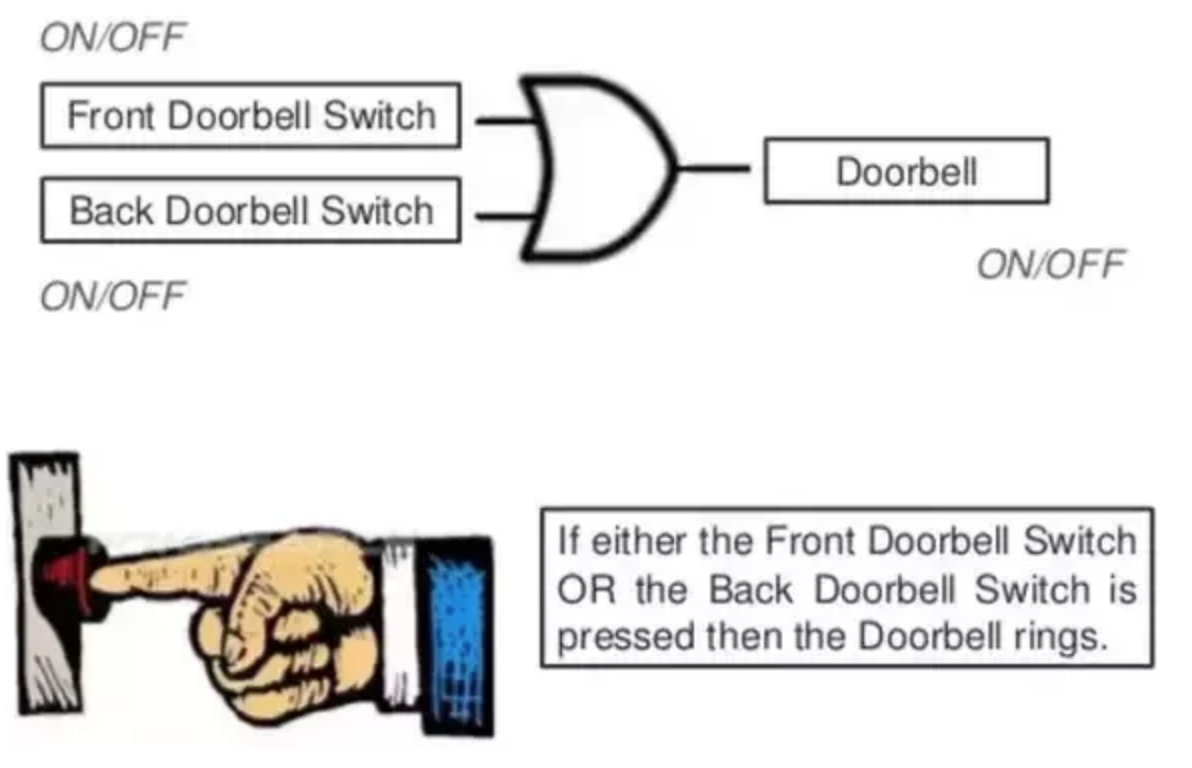 ON/OFF
Front Doorbell Switch
Back Doorbell Switch
ON/OFF
Doorbell
ON/OFF
If either the Front Doorbell Switch
OR the Back Doorbell Switch is
pressed then the Doorbell rings.